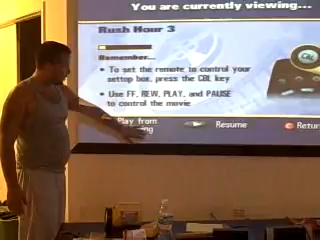 You are currently viewing...
Rush Hour 3
Remember...
• To set the remote to control your
settop box, press the CBL key
• Use FF, REW, PLAY, and PAUSE
to control the movie
CBL
Play from
Resume
Retur